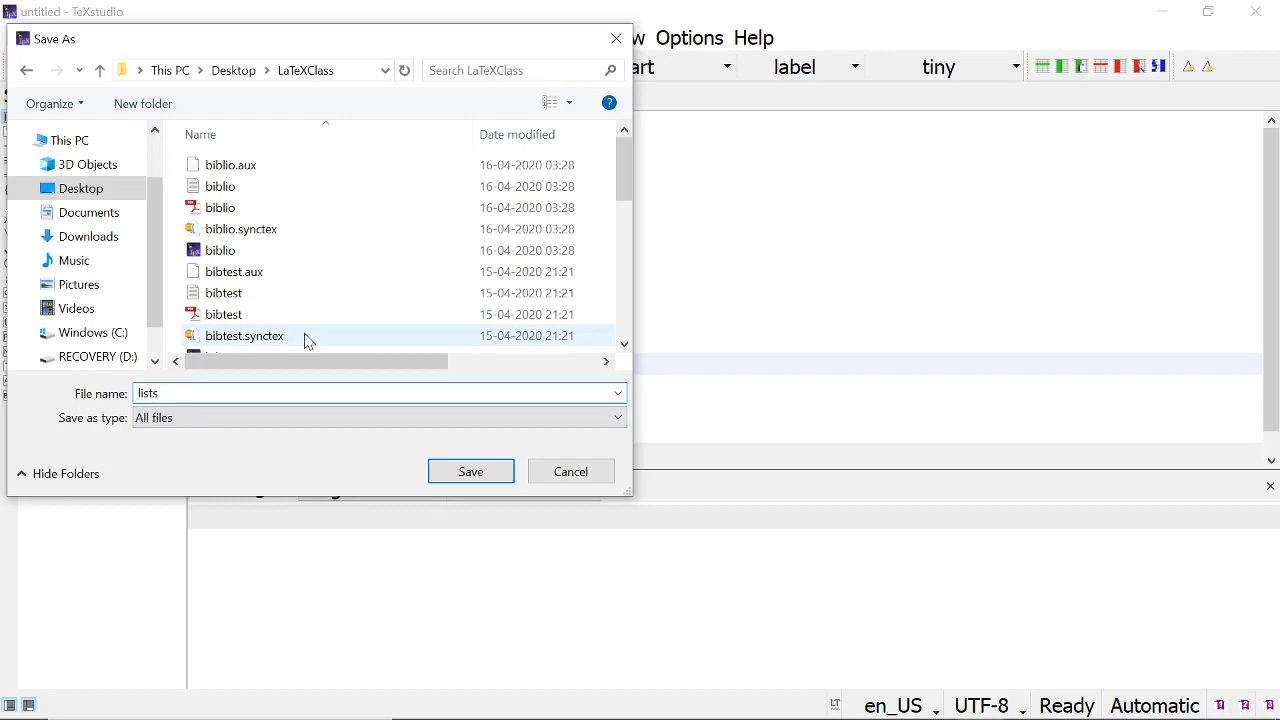 untitled - TeXstudio
Save As
Options Help
This PC Desktop LaTeXClass
Search LaTeXClass
label
tiny
Organize
New folder
Name
Date modified
This PC
3D Objects
Desktop
Documents
Downloads
Music
Pictures
Videos
Windows (C:)
RECOVERY (D:)
biblio.aux 16-04-2020 03:28
biblio 16-04-2020 03:28
biblio 16-04-2020 03:28
biblio.synctex 16-04-2020 03:28
biblio 16-04-2020 03:28
bibtest.aux 15-04-2020 21:21
bibtest 15-04-2020 21:21
bibtest 15-04-2020 21:21
bibtest.synctex 15-04-2020 21:21
File name: lists
Save as type: All files
Hide Folders
Save
Cancel
LT en_US UTF-8 Ready Automatic